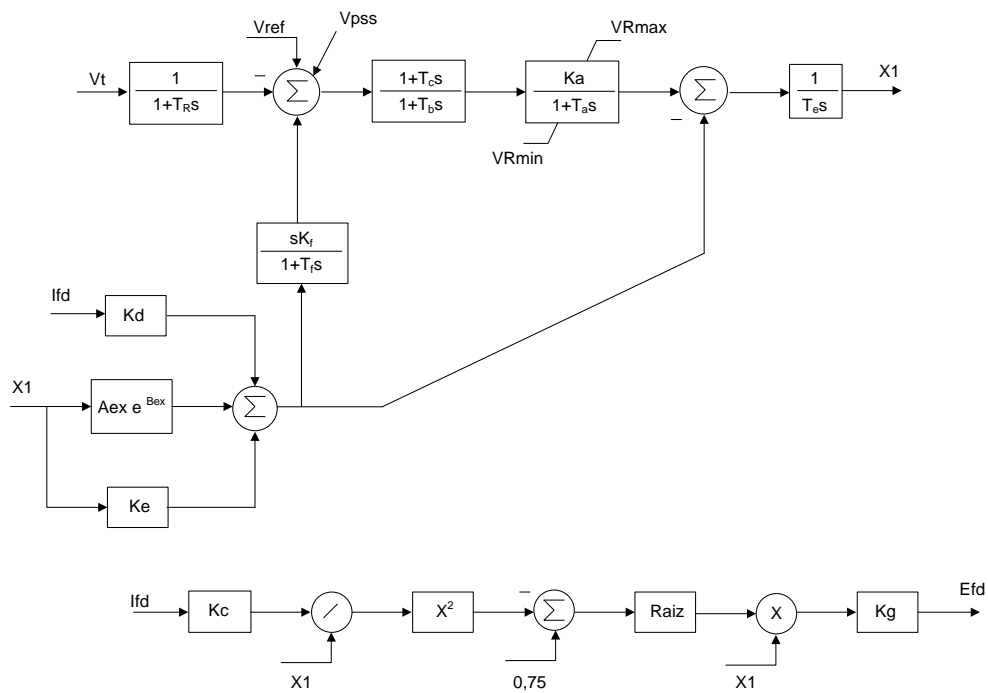 Vref
Vpss
VRmax
Vt
1
1+TRs
−
Σ
1+Tcs
1+Tbs
Ka
1+Tas
VRmin
Σ
−
1
Tes
X1
sKf
1+Tfs
Ifd
Kd
X1
Aex e Bex
Σ
Ke
Ifd
Kc
/
X1
X2
−
Σ
0,75
Raiz
X
X1
Kg
Efd